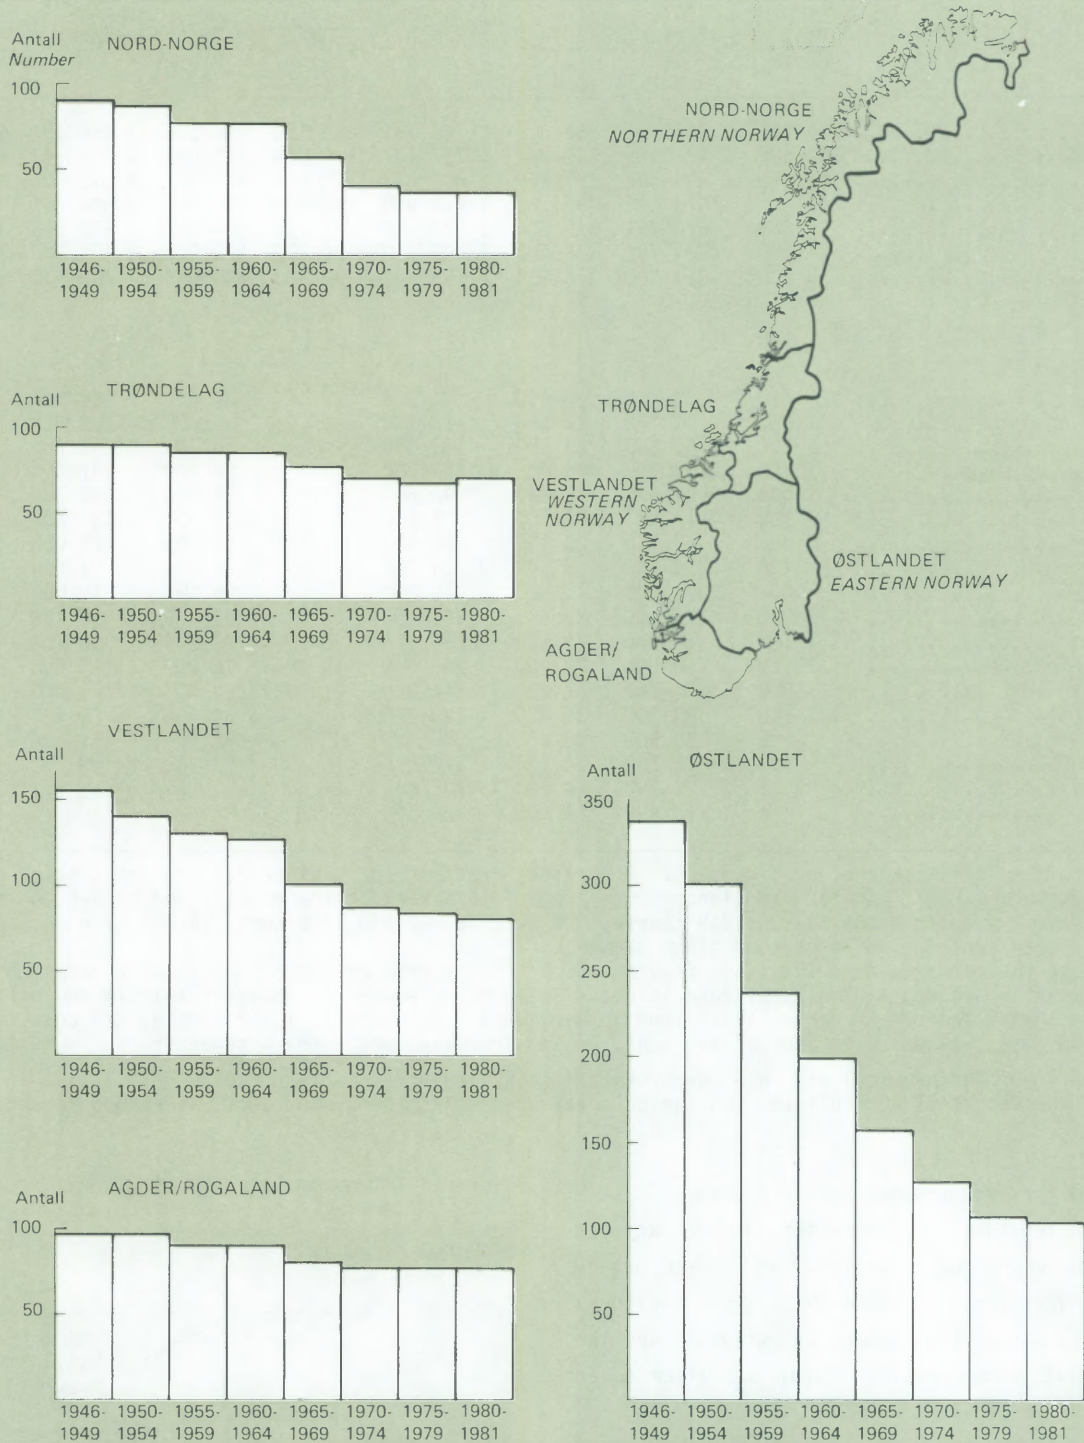 NORD-NORGE
Antall
Number
100
50
1946- 1950- 1955- 1960- 1965- 1970- 1975- 1980-
1949 1954 1959 1964 1969 1974 1979 1981
NORD-NORGE
NORTHERN NORWAY
TRØNDELAG
VESTLANDET
WESTERN
NORWAY
ØSTLANDET
EASTERN NORWAY
AGDER/
ROGALAND
TRØNDELAG
Antall
100
50
1946- 1950- 1955- 1960- 1965- 1970- 1975- 1980-
1949 1954 1959 1964 1969 1974 1979 1981
VESTLANDET
Antall
150
100
50
1946- 1950- 1955- 1960- 1965- 1970- 1975- 1980-
1949 1954 1959 1964 1969 1974 1979 1981
AGDER/ROGALAND
Antall
100
50
1946- 1950- 1955- 1960- 1965- 1970- 1975- 1980-
1949 1954 1959 1964 1969 1974 1979 1981
ØSTLANDET
Antall
350
300
250
200
150
100
50
1946- 1950- 1955- 1960- 1965- 1970- 1975- 1980-
1949 1954 1959 1964 1969 1974 1979 1981